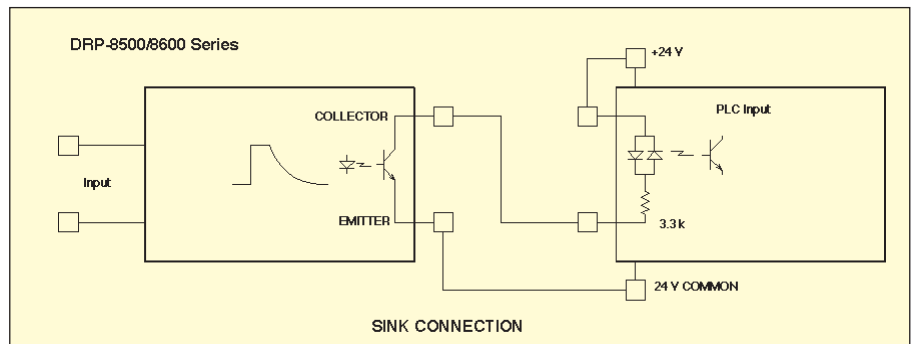 DRP-8500/8600 Series
+24 V
COLLECTOR
PLC Input
Input
EMITTER
3.3 k
24 V COMMON
SINK CONNECTION